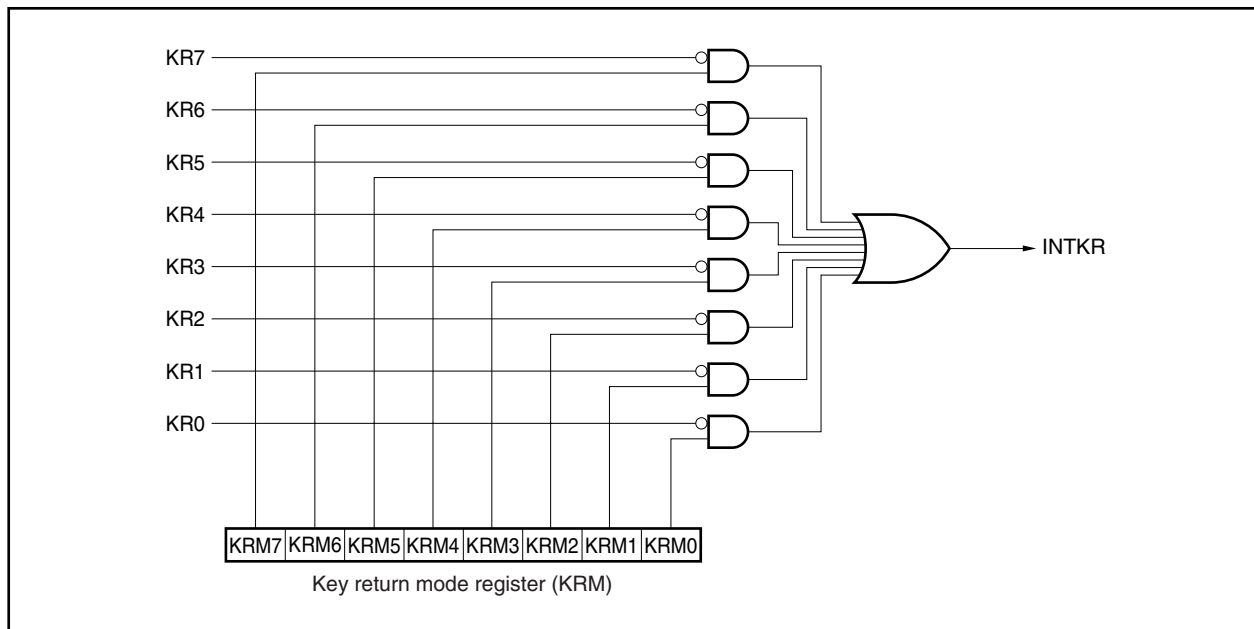 KR7
KR6
KR5
KR4
KR3
KR2
KR1
KR0
INTKR
KRM7 KRM6 KRM5 KRM4 KRM3 KRM2 KRM1 KRM0
Key return mode register (KRM)